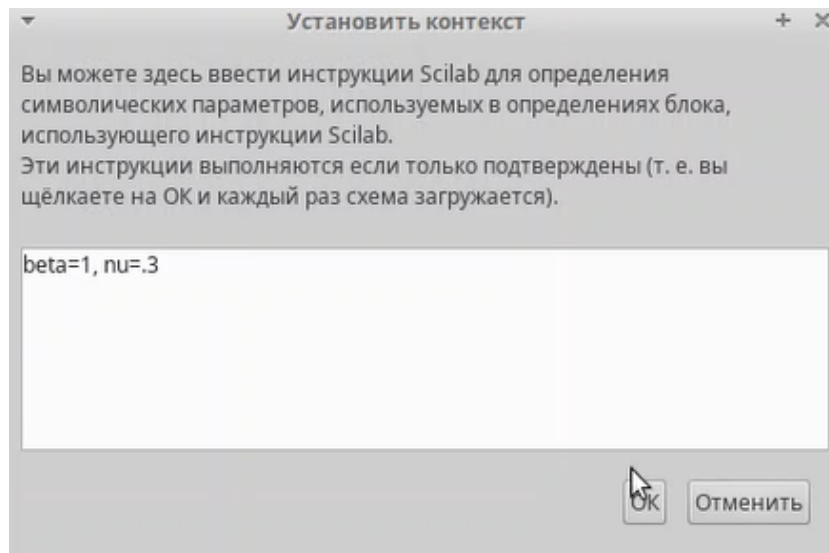 Установить контекст
Вы можете здесь ввести инструкции Scilab для определения
символических параметров, используемых в определениях блока,
использующего инструкции Scilab.
Эти инструкции выполняются если только подтверждены (т. е. вы
щёлкаете на ОК и каждый раз схема загружается).
beta=1, nu=.3
ОК Отменить